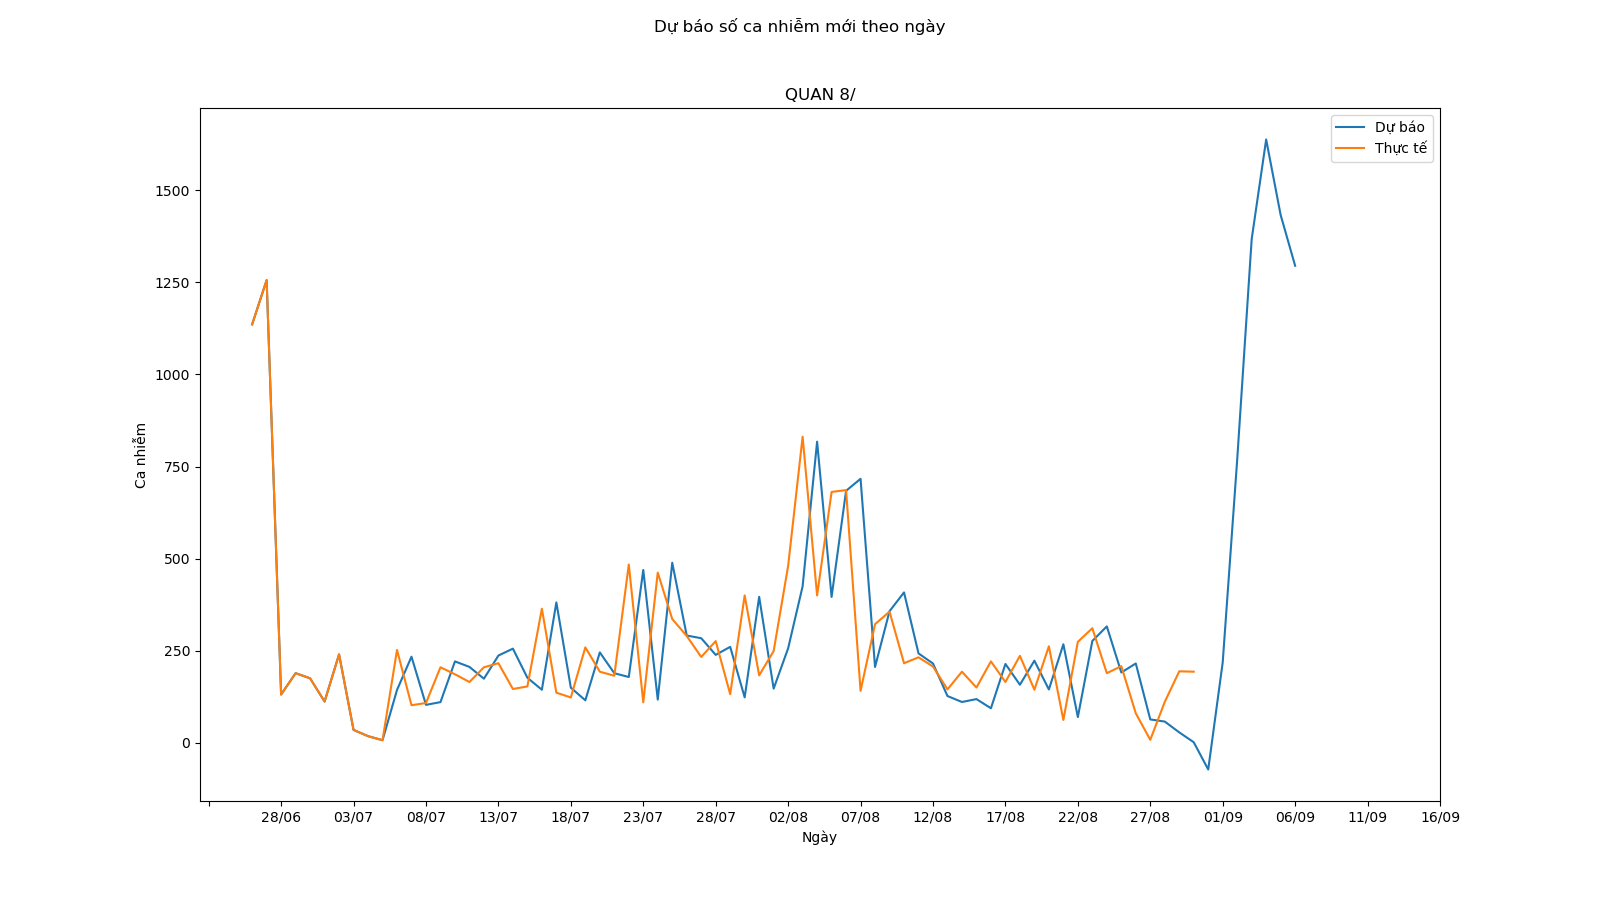 Dự báo số ca nhiễm mới theo ngày
QUAN 8/
Dự báo
Thực tế
1500
1250
1000
750
500
250
0
Ca nhiễm
28/06 03/07 08/07 13/07 18/07 23/07 28/07 02/08 07/08 12/08 17/08 22/08 27/08 01/09 06/09 11/09 16/09
Ngày